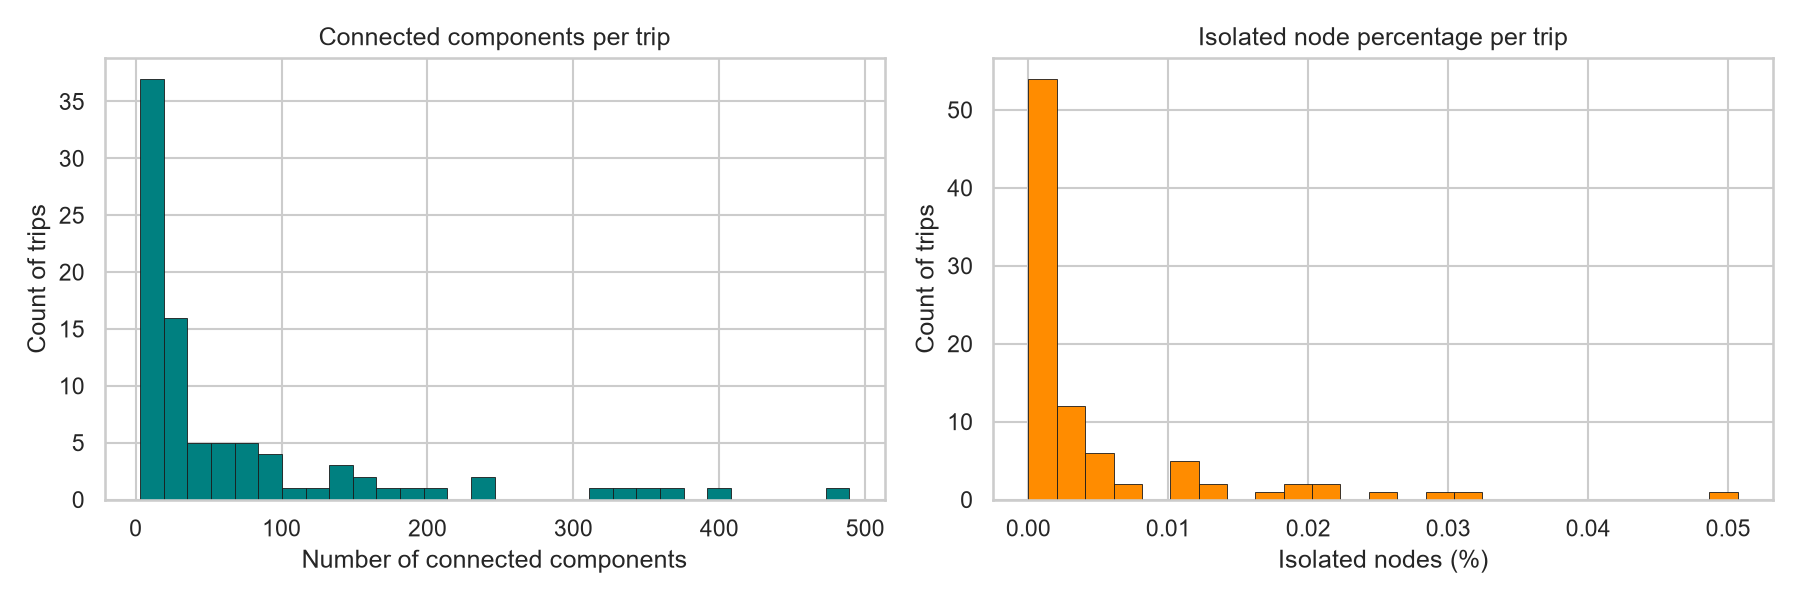 Connected components per trip
35
30
25
20
15
10
5
0
Count of trips
0 100 200 300 400 500
Number of connected components
Isolated node percentage per trip
50
40
30
20
10
0
Count of trips
0.00 0.01 0.02 0.03 0.04 0.05
Isolated nodes (%)